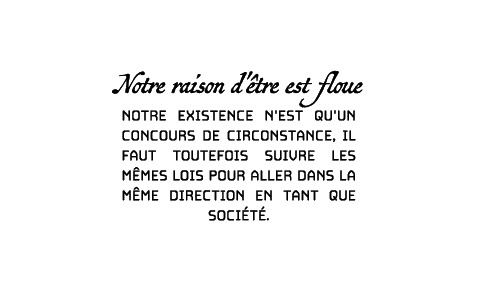 Notre raison d'être est floue
NOTRE EXISTENCE N'EST QU'UN
CONCOURS DE CIRCONSTANCE, IL
FAUT TOUTEFOIS SUIVRE LES
MÊMES LOIS POUR ALLER DANS LA
MÊME DIRECTION EN TANT QUE
SOCIÉTÉ.